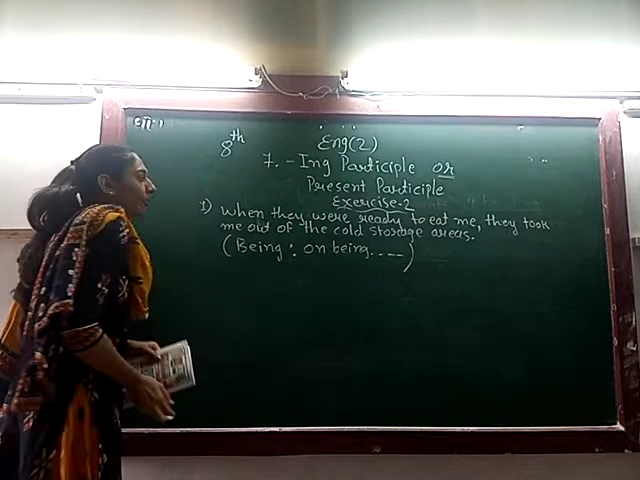 8th Eng(2)
7. -Ing Participle or
Present Participle
Exercise-2
1) When they were ready to eat me, they took
me out of the cold storage areas.
(Being : on being.....)